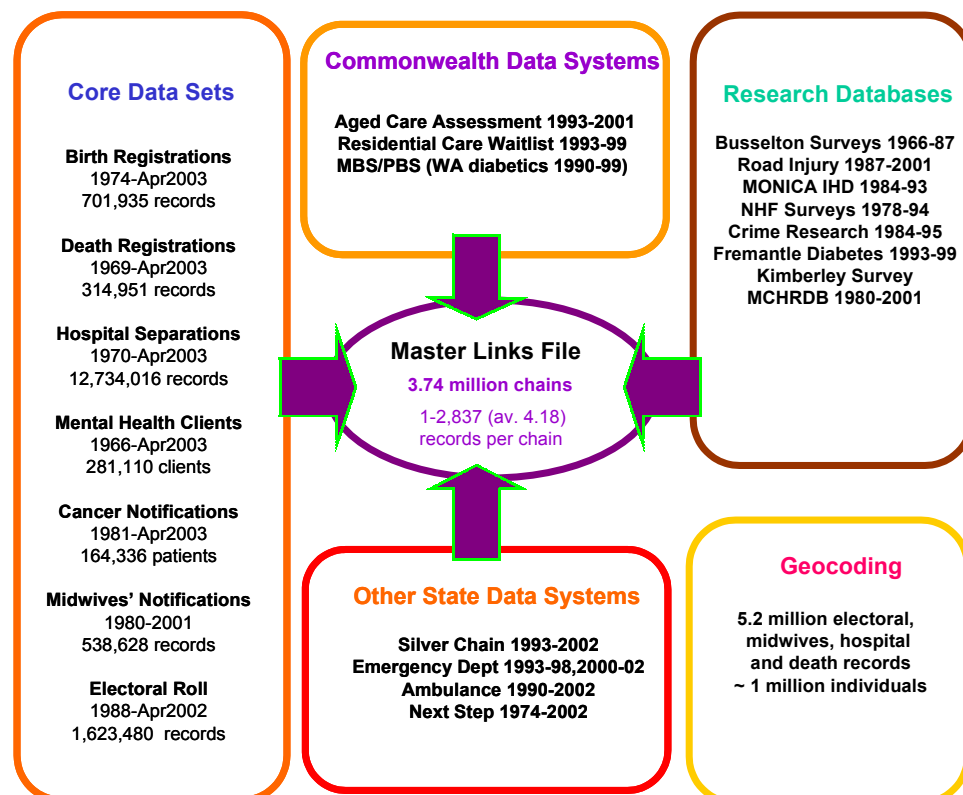 Core Data Sets
Birth Registrations
1974-Apr2003
701,935 records
Death Registrations
1969-Apr2003
314,951 records
Hospital Separations
1970-Apr2003
12,734,016 records
Mental Health Clients
1966-Apr2003
281,110 clients
Cancer Notifications
1981-Apr2003
164,336 patients
Midwives' Notifications
1980-2001
538,628 records
Electoral Roll
1988-Apr2002
1,623,480 records
Commonwealth Data Systems
Aged Care Assessment 1993-2001
Residential Care Waitlist 1993-99
MBS/PBS (WA diabetics 1990-99)
Master Links File
3.74 million chains
1-2,837 (av. 4.18)
records per chain
Other State Data Systems
Silver Chain 1993-2002
Emergency Dept 1993-98,2000-02
Ambulance 1990-2002
Next Step 1974-2002
Research Databases
Busselton Surveys 1966-87
Road Injury 1987-2001
MONICA IHD 1984-93
NHF Surveys 1978-94
Crime Research 1984-95
Fremantle Diabetes 1993-99
Kimberley Survey
MCHRDB 1980-2001
Geocoding
5.2 million electoral,
midwives, hospital
and death records
~ 1 million individuals